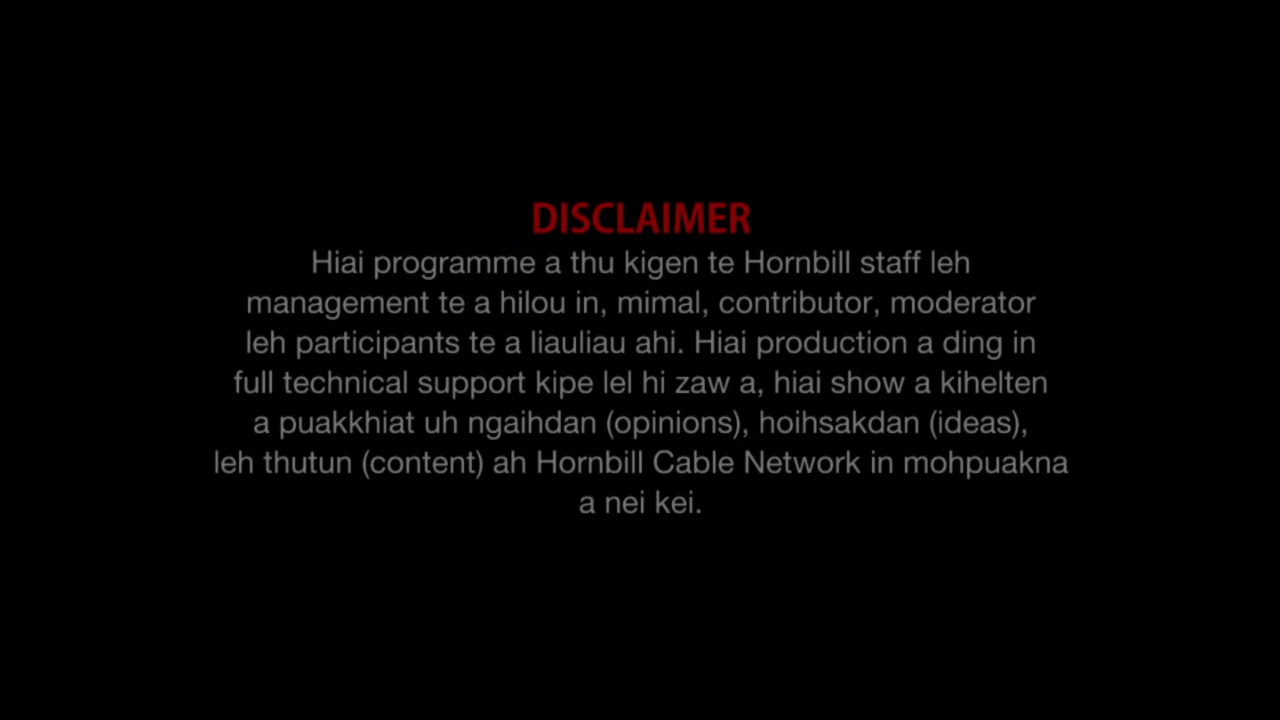 DISCLAIMER
Hiai programme a thu kigen te Hornbill staff leh
management te a hilou in, mimal, contributor, moderator
leh participants te a liauliau ahi. Hiai production a ding in
full technical support kipe lel hi zaw a, hiai show a kihelten
a puakkhiat uh ngaihdan (opinions), hoihsakdan (ideas),
leh thutun (content) ah Hornbill Cable Network in mohpuakna
a nei kei.